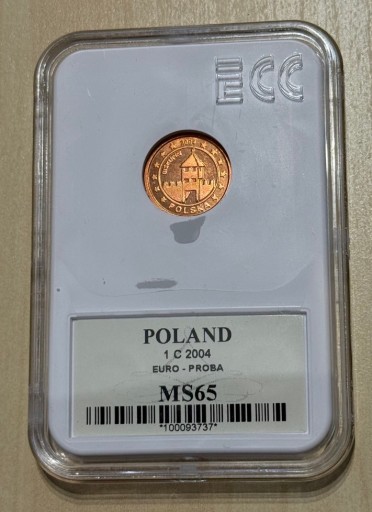 ECC
POLSKA
POLAND
1 C 2004
EURO - PROBA
MS65
*100093737*